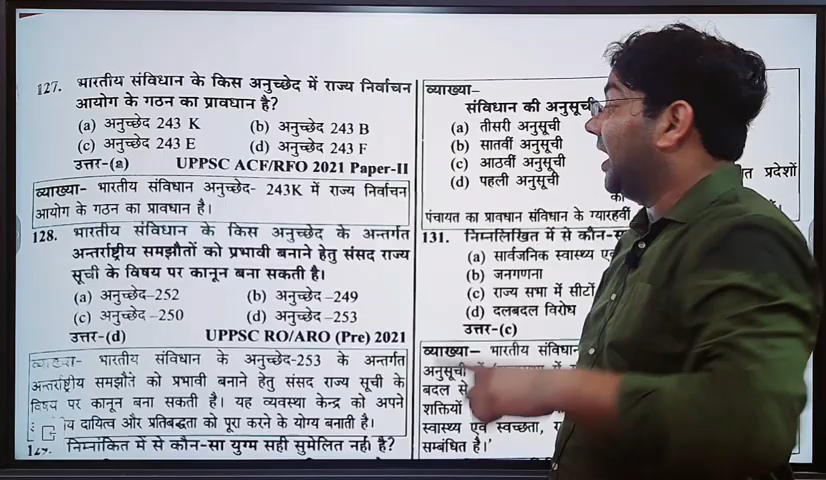 127. भारतीय संविधान के किस अनुच्छेद में राज्य निर्वाचन
आयोग के गठन का प्रावधान है?
(a) अनुच्छेद 243 K (b) अनुच्छेद 243 B
(c) अनुच्छेद 243 E (d) अनुच्छेद 243 F
उत्तर-(a) UPPSC ACF/RFO 2021 Paper-II
व्याख्या- भारतीय संविधान अनुच्छेद- 243K में राज्य निर्वाचन
आयोग के गठन का प्रावधान है।
128. भारतीय संविधान के किस अनुच्छेद के अन्तर्गत
अन्तर्राष्ट्रीय समझौतों को प्रभावी बनाने हेतु संसद राज्य
सूची के विषय पर कानून बना सकती है।
(a) अनुच्छेद–252 (b) अनुच्छेद –249
(c) अनुच्छेद –250 (d) अनुच्छेद –253
उत्तर-(d) UPPSC RO/ARO (Pre) 2021
व्याख्या- भारतीय संविधान के अनुच्छेद-253 के अन्तर्गत
अन्तर्राष्ट्रीय समझौते को प्रभावी बनाने हेतु संसद राज्य सूची के
विषय पर कानून बना सकती है। यह व्यवस्था केन्द्र को अपने
दायित्व और प्रतिबद्धता को पूरा करने के योग्य बनाती है।
निम्नांकित में से कौन-सा युग्म सही सुमेलित नहीं है?
व्याख्या–
संविधान की अनुसूची
(a) तीसरी अनुसूची
(b) सातवीं अनुसूची
(c) आठवीं अनुसूची
(d) पहली अनुसूची
प्रदेशों
का
पंचायत का प्रावधान संविधान के ग्यारहवीं
131. निम्नलिखित में से कौन-स
(a) सार्वजनिक स्वास्थ्य ए
(b) जनगणना
(c) राज्य सभा में सीटों
(d) दलबदल विरोध
उत्तर-(c)
व्याख्या– भारतीय संविधान
अनुसूची
बदल
शक्तियों
स्वास्थ्य एवं स्वच्छता,
सम्बंधित है।'